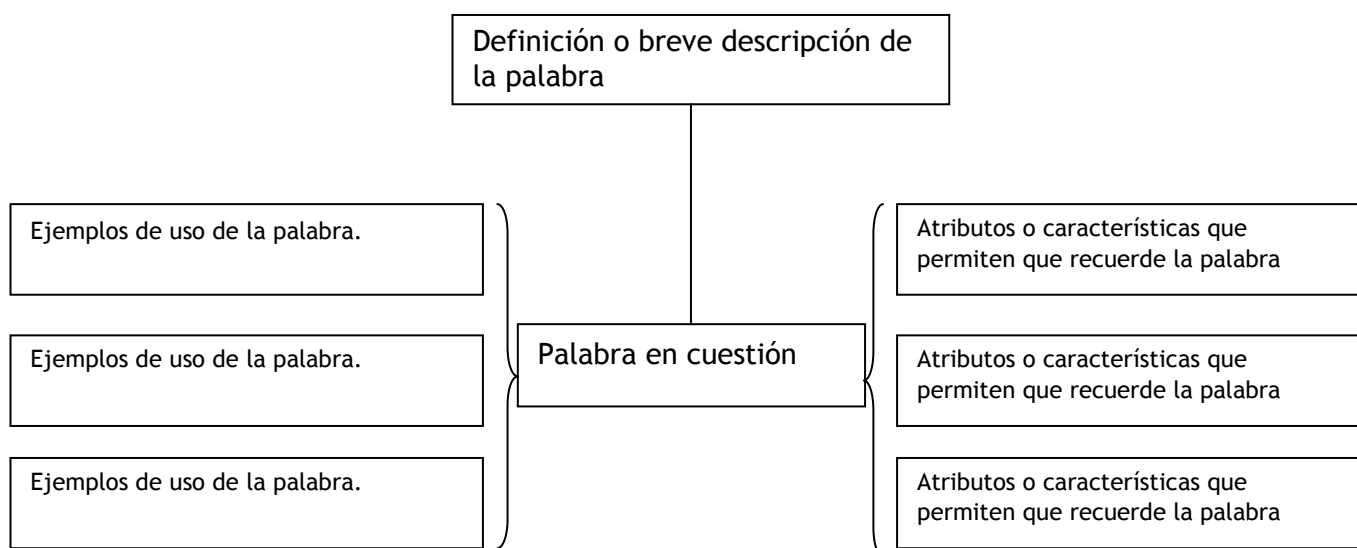 Definición o breve descripción de
la palabra
Ejemplos de uso de la palabra.
Atributos o características que
permiten que recuerde la palabra
Palabra en cuestión
Ejemplos de uso de la palabra.
Atributos o características que
permiten que recuerde la palabra
Ejemplos de uso de la palabra.
Atributos o características que
permiten que recuerde la palabra